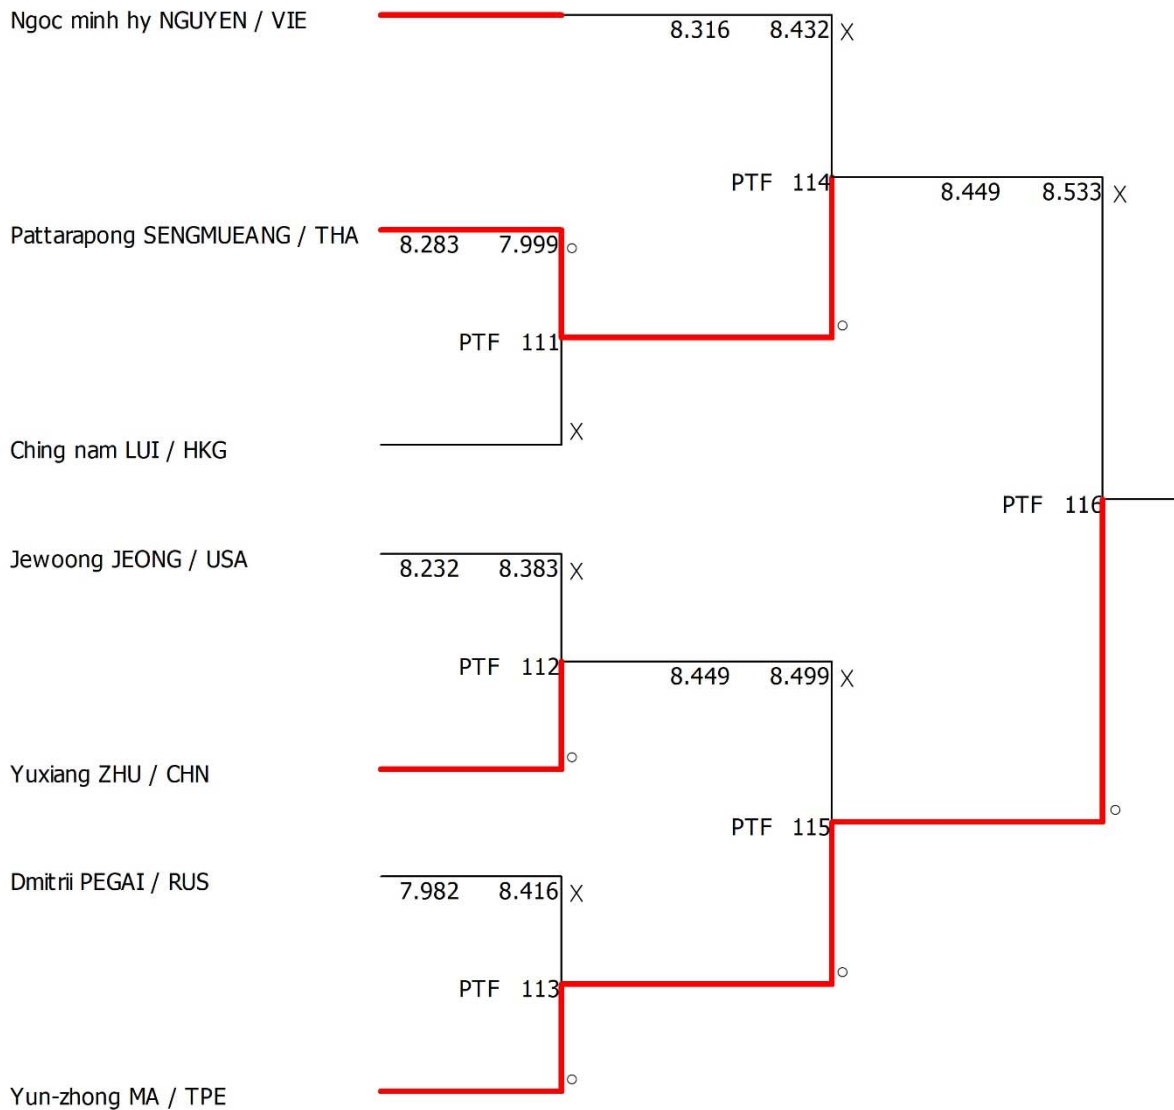 Ngoc minh hy NGUYEN / VIE
8.316 8.432 X
PTF 114
8.449 8.533 X
Pattarapong SENGMUEANG / THA
8.283 7.999 ○
○
PTF 111
X
Ching nam LUI / HKG
PTF 116
Jewoong JEONG / USA
8.232 8.383 X
PTF 112
8.449 8.499 X
○
Yuxiang ZHU / CHN
○
PTF 115
Dmitrii PEGAI / RUS
7.982 8.416 X
○
PTF 113
○
Yun-zhong MA / TPE